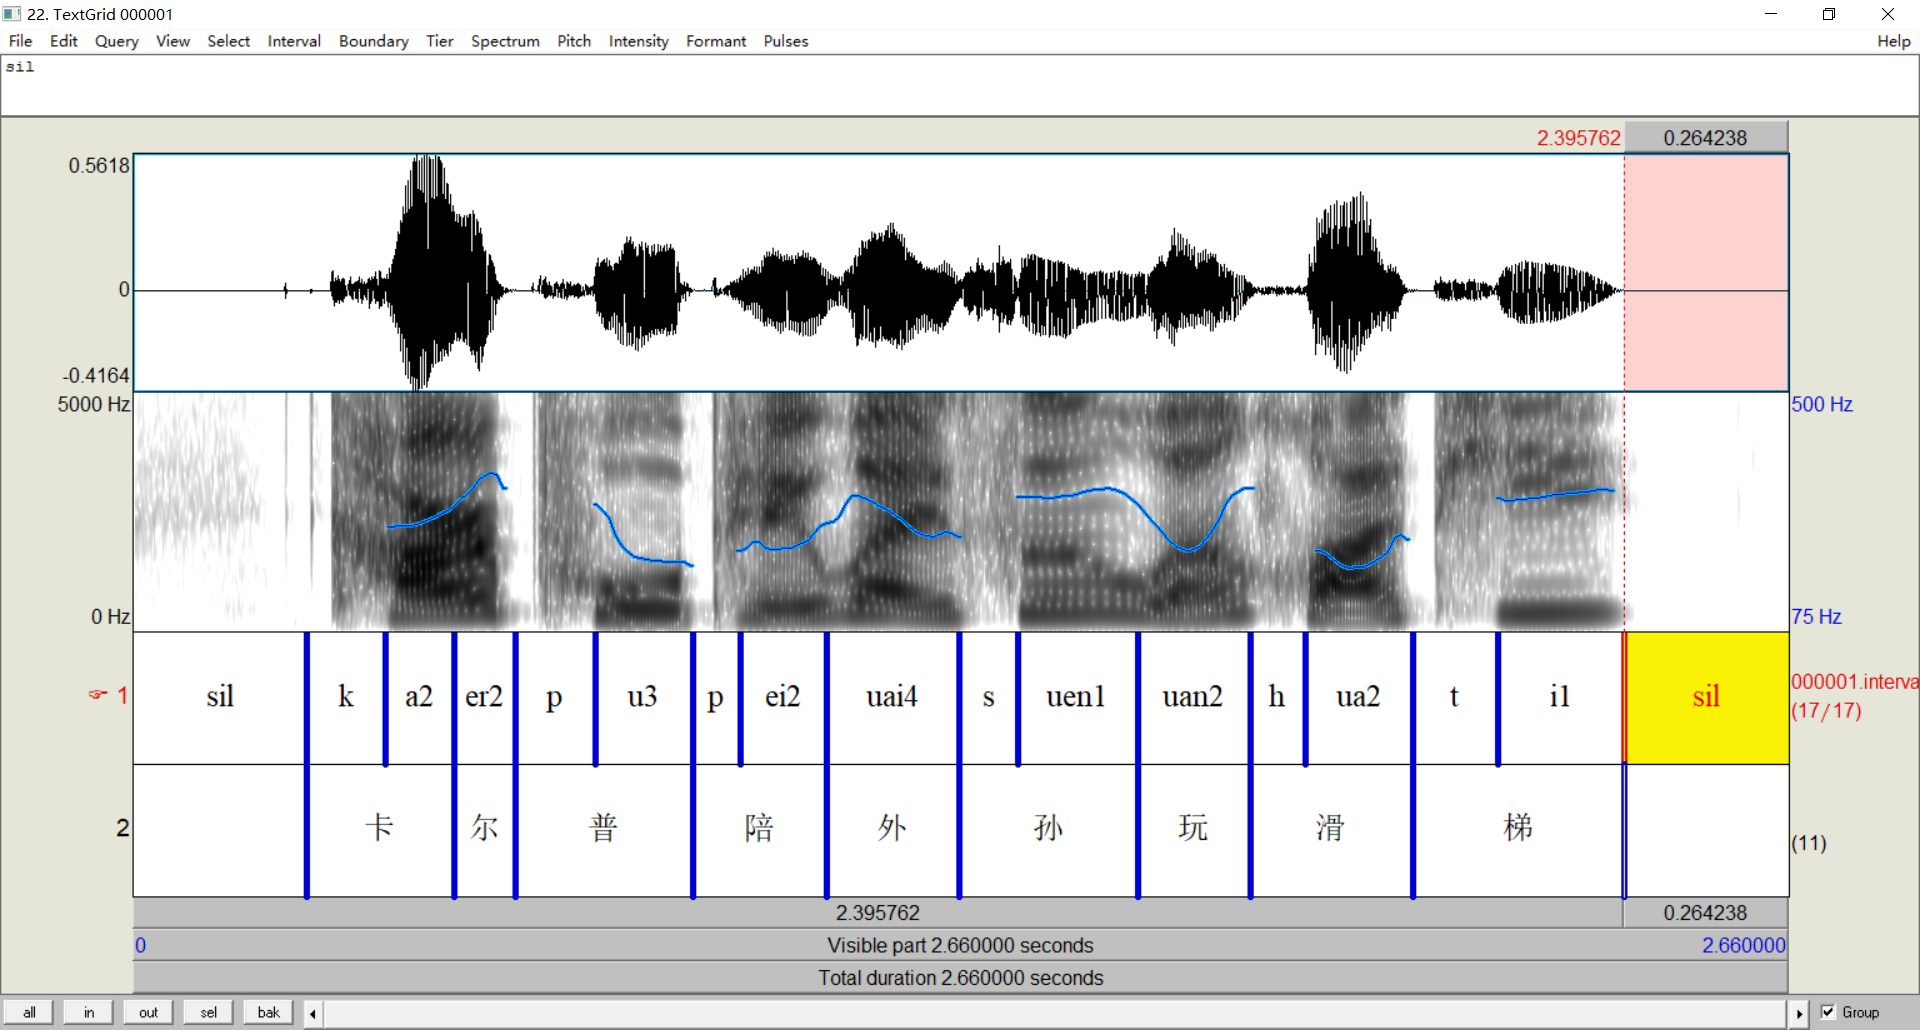 22. TextGrid 000001
File Edit Query View Select Interval Boundary Tier Spectrum Pitch Intensity Formant Pulses Help
sil
2.395762 0.264238
0.5618
0
-0.4164
5000 Hz 500 Hz
0 Hz 75 Hz
☞ 1 sil k a2 er2 p u3 p ei2 uai4 s uen1 uan2 h ua2 t i1 sil 000001.interva
(17/17)
2 卡 尔 普 陪 外 孙 玩 滑 梯 (11)
2.395762 0.264238
0 Visible part 2.660000 seconds 2.660000
Total duration 2.660000 seconds
all in out sel bak Group